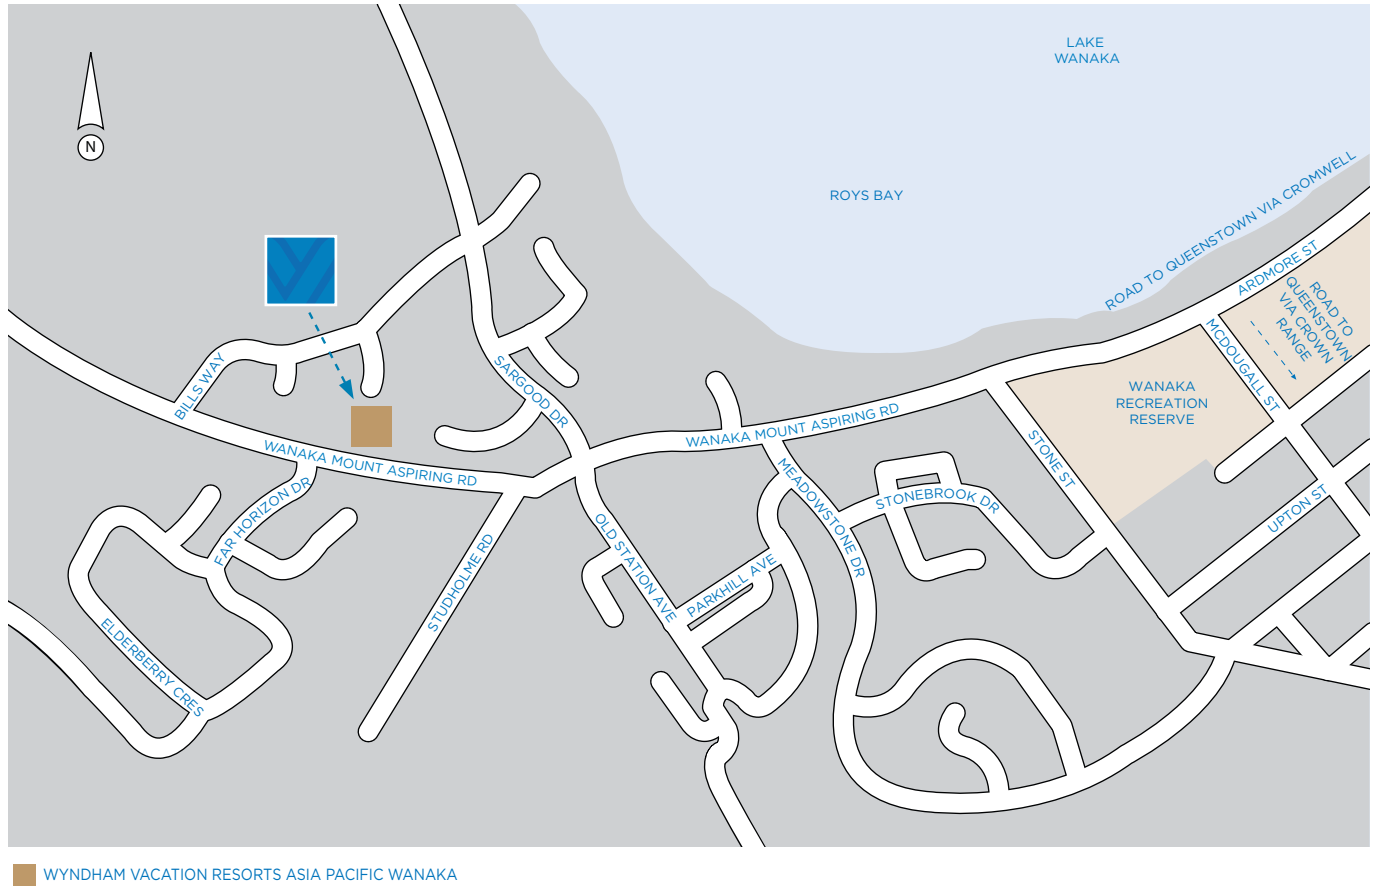 LAKE
WANAKA
N
ROYS BAY
ROAD TO QUEENSTOWN VIA CROMWELL
ARDMORE ST
ROAD TO
QUEENSTOWN
VIA CROWN
RANGE
MCDOUGALL ST
WANAKA
RECREATION
RESERVE
BILLS WAY
SARGOOD DR
WANAKA MOUNT ASPIRING RD
WANAKA MOUNT ASPIRING RD
STONE ST
MEADOWSTONE DR
STONEBROOK DR
UPTON ST
FAR HORIZON DR
OLD STATION AVE
STUDHOLME RD
PARKHILL AVE
ELDERBERRY CRES
WYNDHAM VACATION RESORTS ASIA PACIFIC WANAKA